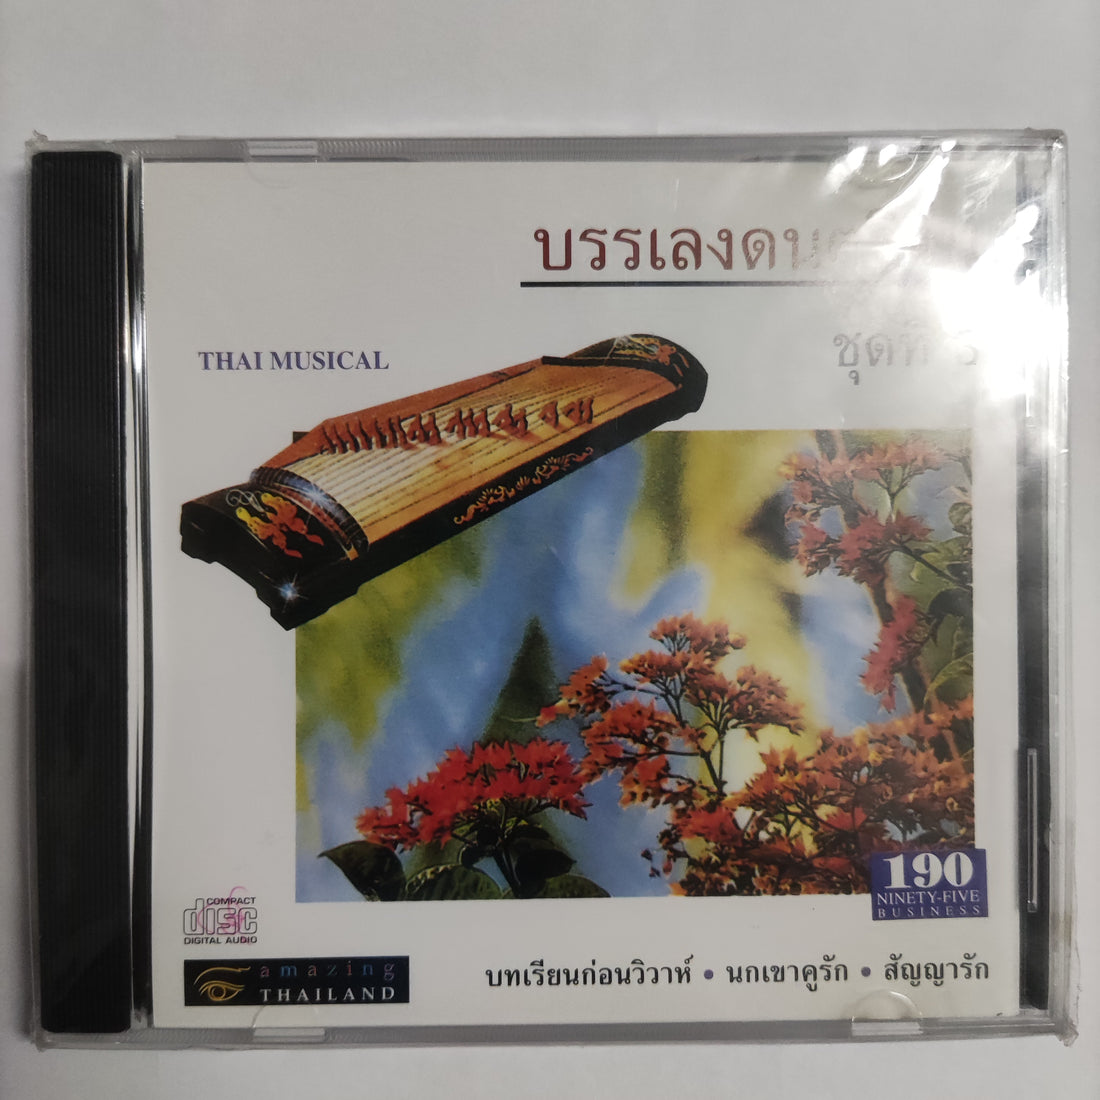 บรรเลงดนตรี
ชุดที่
THAI MUSICAL
190
NINETY-FIVE
BUSINESS
COMPACT
disc
DIGITAL AUDIO
amazing
THAILAND
บทเรียนก่อนวิวาห์ • นกเขาคูรัก • สัญญารัก